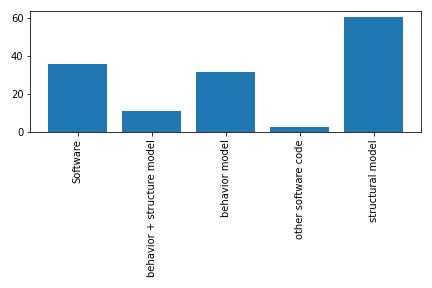 60
40
20
0
Software
behavior + structure model
behavior model
other software code
structural model